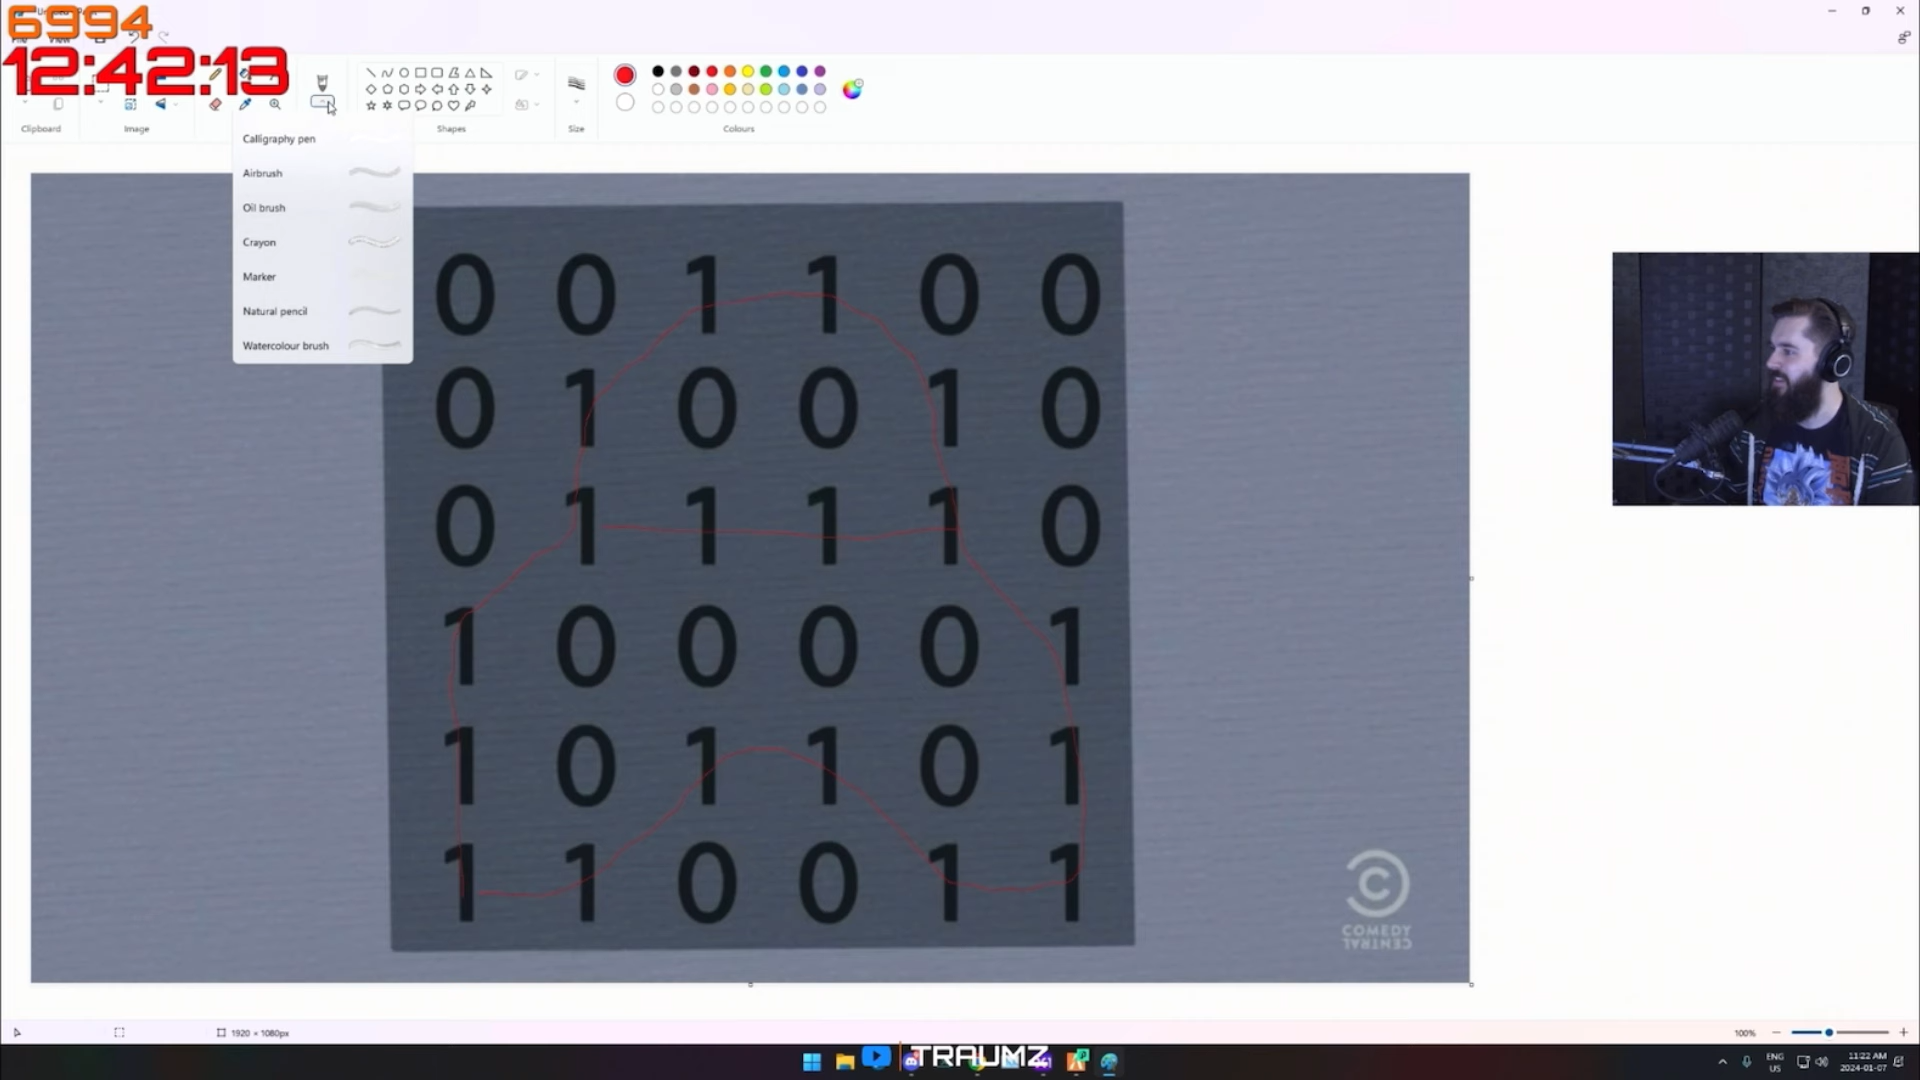 6994
12:42:13
Clipboard
Image
Shapes
Size
Colours
Calligraphy pen
Airbrush
Oil brush
Crayon
Marker
Natural pencil
Watercolour brush
0 0 1 1 0 0
0 1 0 0 1 0
0 1 1 1 1 0
1 0 0 0 0 1
1 0 1 1 0 1
1 1 0 0 1 1
COMEDY
CENTRAL
1920 × 1080px
100%
TRAUMZ
ENG
US
11:22 AM
2024-01-07